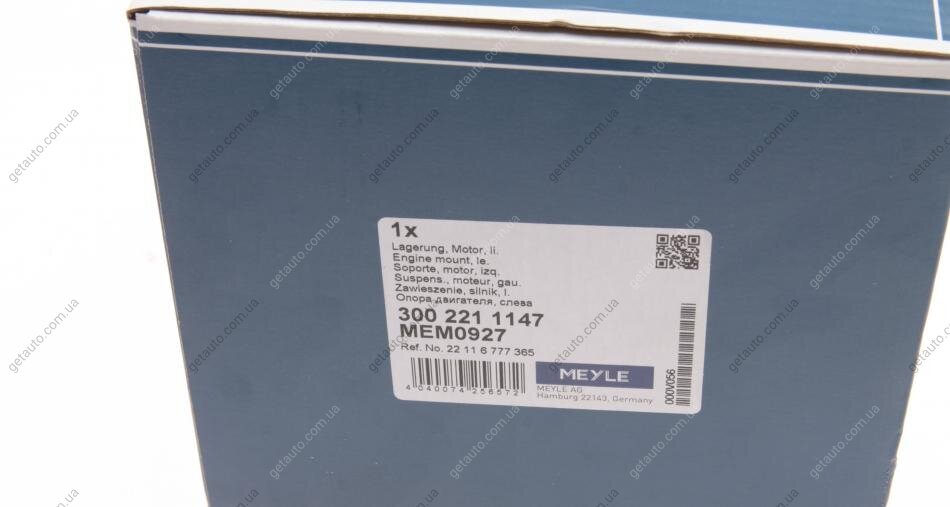 1x
Lagerung, Motor, li.
Engine mount, le.
Soporte, motor, izq.
Suspens., moteur, gau.
Zawieszenie, silnik, l.
Опора двигателя, слева
300 221 1147
MEM0927
Ref. No. 22 11 6 777 365
4 040074 256572
MEYLE
MEYLE AG
Hamburg 22143, Germany
000V056
getauto.com.ua